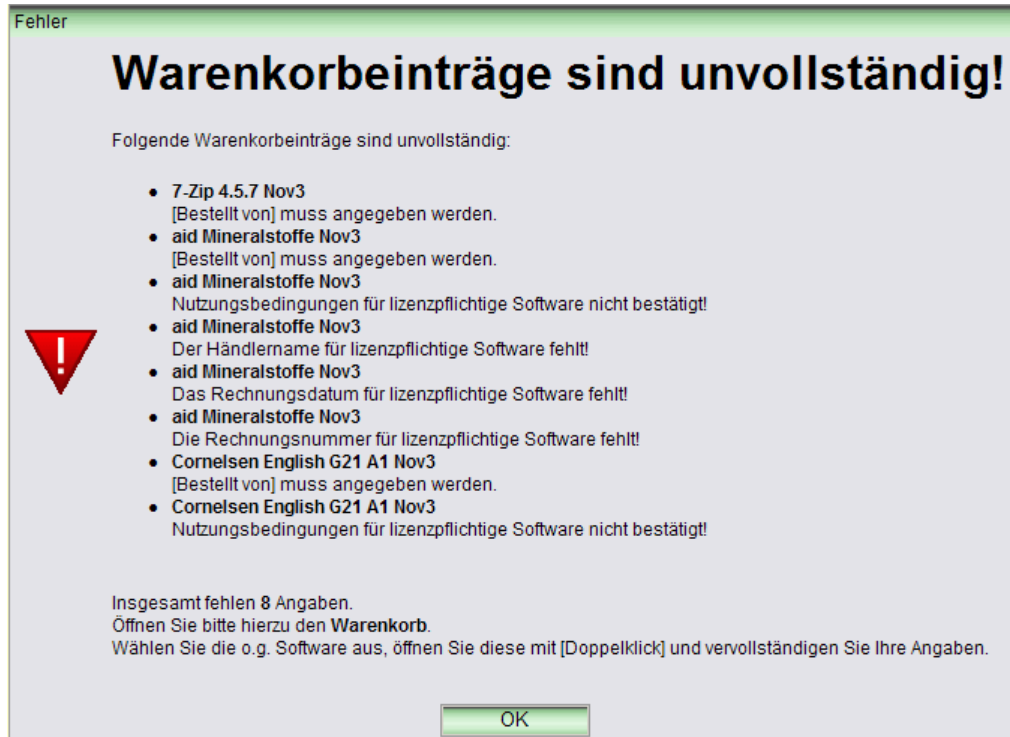 Fehler
Warenkorbeinträge sind unvollständig!
Folgende Warenkorbeinträge sind unvollständig:
• 7-Zip 4.5.7 Nov3
[Bestellt von] muss angegeben werden.
• aid Mineralstoffe Nov3
[Bestellt von] muss angegeben werden.
• aid Mineralstoffe Nov3
Nutzungsbedingungen für lizenzpflichtige Software nicht bestätigt!
• aid Mineralstoffe Nov3
Der Händlername für lizenzpflichtige Software fehlt!
• aid Mineralstoffe Nov3
Das Rechnungsdatum für lizenzpflichtige Software fehlt!
• aid Mineralstoffe Nov3
Die Rechnungsnummer für lizenzpflichtige Software fehlt!
• Cornelsen English G21 A1 Nov3
[Bestellt von] muss angegeben werden.
• Cornelsen English G21 A1 Nov3
Nutzungsbedingungen für lizenzpflichtige Software nicht bestätigt!
Insgesamt fehlen 8 Angaben.
Öffnen Sie bitte hierzu den Warenkorb.
Wählen Sie die o.g. Software aus, öffnen Sie diese mit [Doppelklick] und vervollständigen Sie Ihre Angaben.
OK